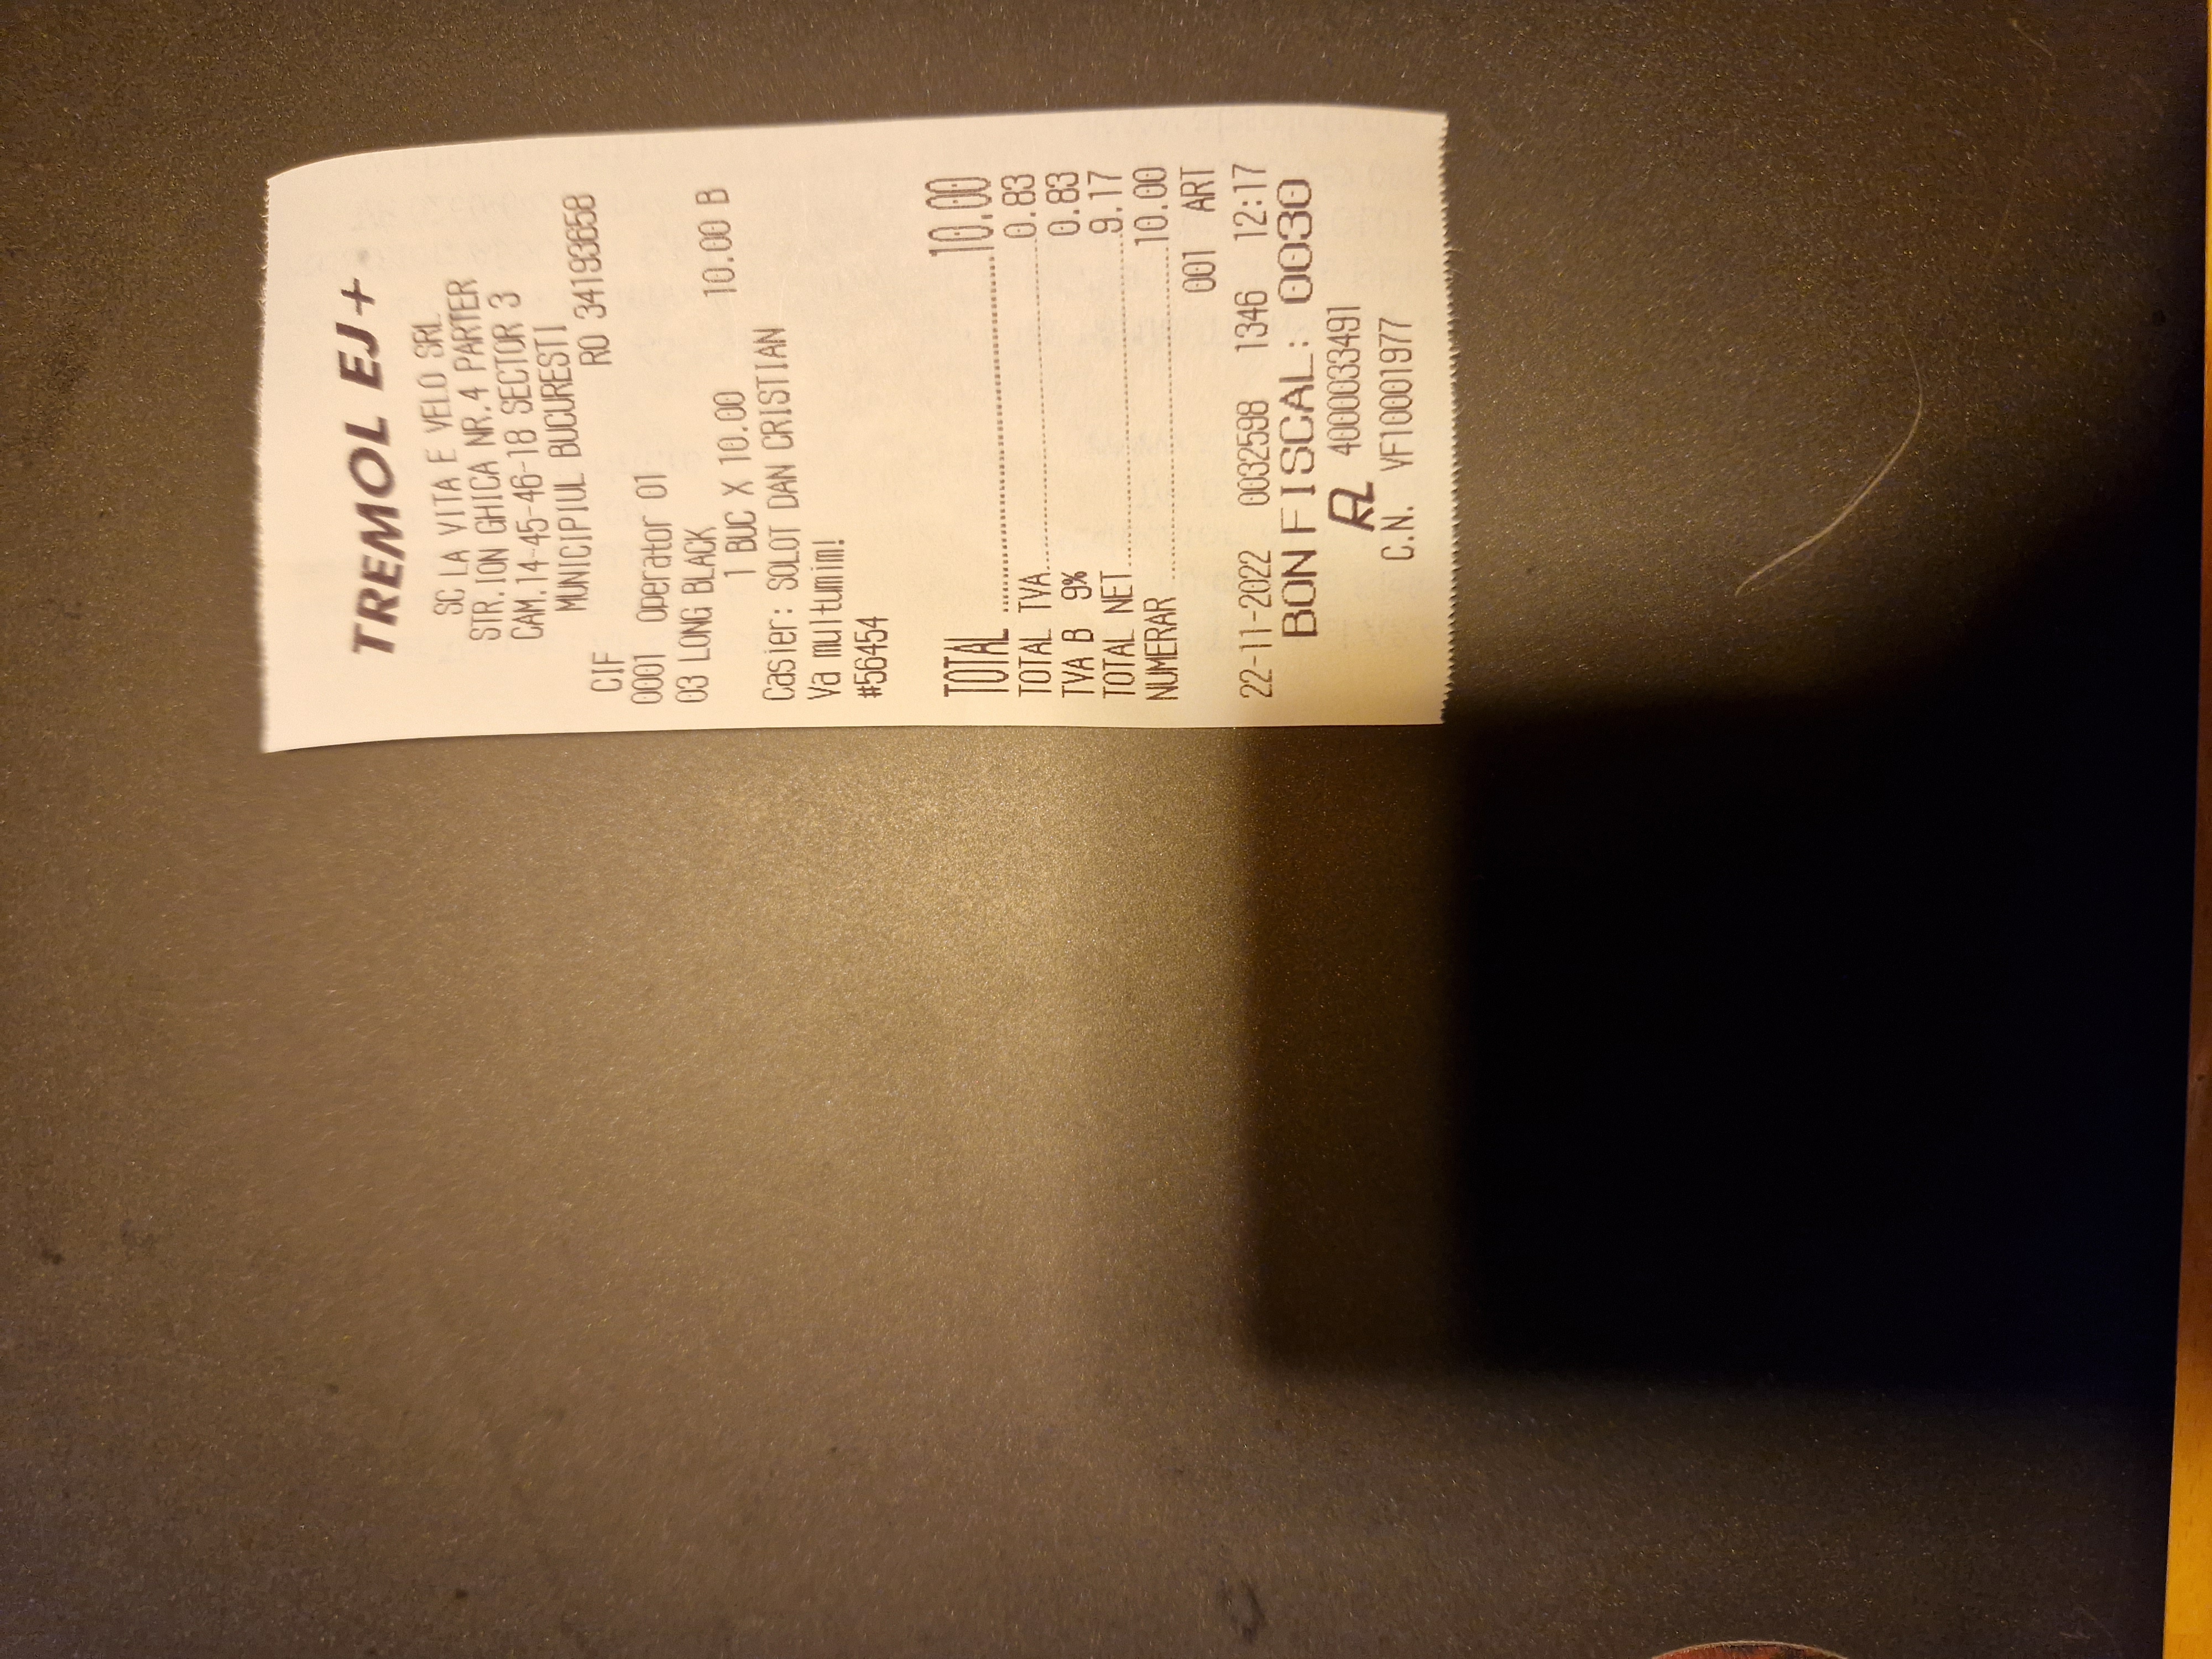 TREMOL EJ+
SC LA VITA E VELO SRL
STR.ION GHICA NR.4 PARTER
CAM.14-45-46-18 SECTOR 3
MUNICIPIUL BUCURESTI
CIF RO 34193658
0001 Operator 01
03 LONG BLACK
1 BUC X 10.00 10.00 B
Casier: SOLOT DAN CRISTIAN
Va multumim!
#56454
TOTAL ..........10.00
TOTAL TVA..........0.83
TVA B 9% 0.83
TOTAL NET..........9.17
NUMERAR ..........10.00
001 ART
22-11-2022 0032598 1346 12:17
BON FISCAL: 0030
4000033491
C.N. VF10001977